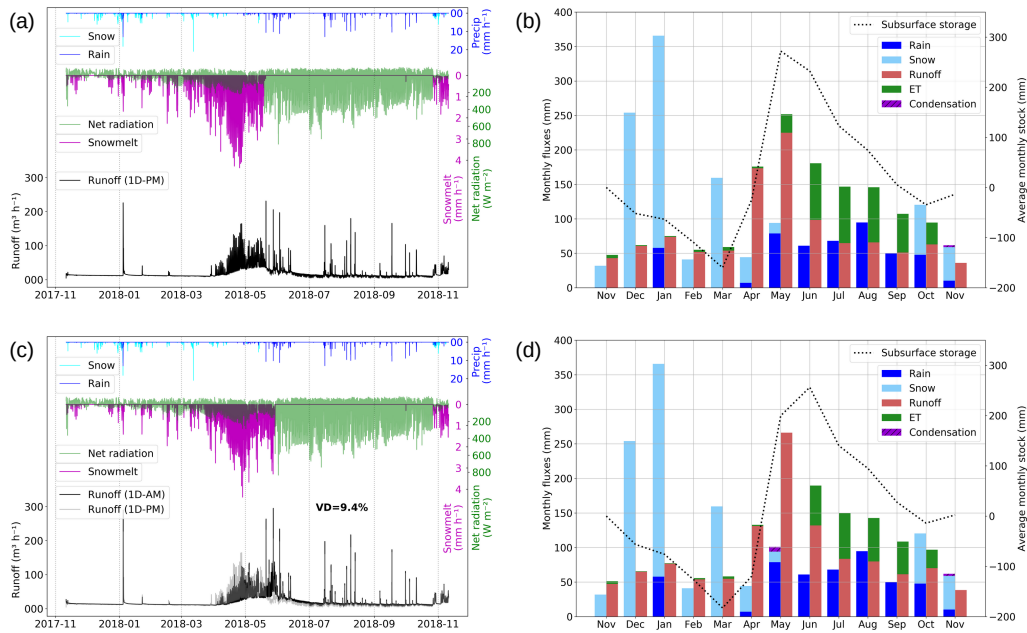 (a)
Snow
Rain
00
10
20
Precip
(mm h⁻¹)
Net radiation
Snowmelt
0
1
2
3
4
Snowmelt
(mm h⁻¹)
200
400
600
800
Net radiation
(W m⁻²)
Runoff (1D-PM)
300
200
100
000
Runoff (m³ h⁻¹)
2017-11
2018-01
2018-03
2018-05
2018-07
2018-09
2018-11
(b)
Subsurface storage
Rain
Snow
Runoff
ET
Condensation
400
350
300
250
200
150
100
50
0
Monthly fluxes (mm)
300
200
100
0
−100
−200
Average monthly stock (mm)
Nov Dec Jan Feb Mar Apr May Jun Jul Aug Sep Oct Nov
(c)
Snow
Rain
00
10
20
Precip
(mm h⁻¹)
Net radiation
Snowmelt
0
1
2
3
4
Snowmelt
(mm h⁻¹)
200
400
600
800
Net radiation
(W m⁻²)
Runoff (1D-AM)
Runoff (1D-PM)
VD=9.4%
300
200
100
000
Runoff (m³ h⁻¹)
2017-11
2018-01
2018-03
2018-05
2018-07
2018-09
2018-11
(d)
Subsurface storage
Rain
Snow
Runoff
ET
Condensation
400
350
300
250
200
150
100
50
0
Monthly fluxes (mm)
300
200
100
0
−100
−200
Average monthly stock (mm)
Nov Dec Jan Feb Mar Apr May Jun Jul Aug Sep Oct Nov